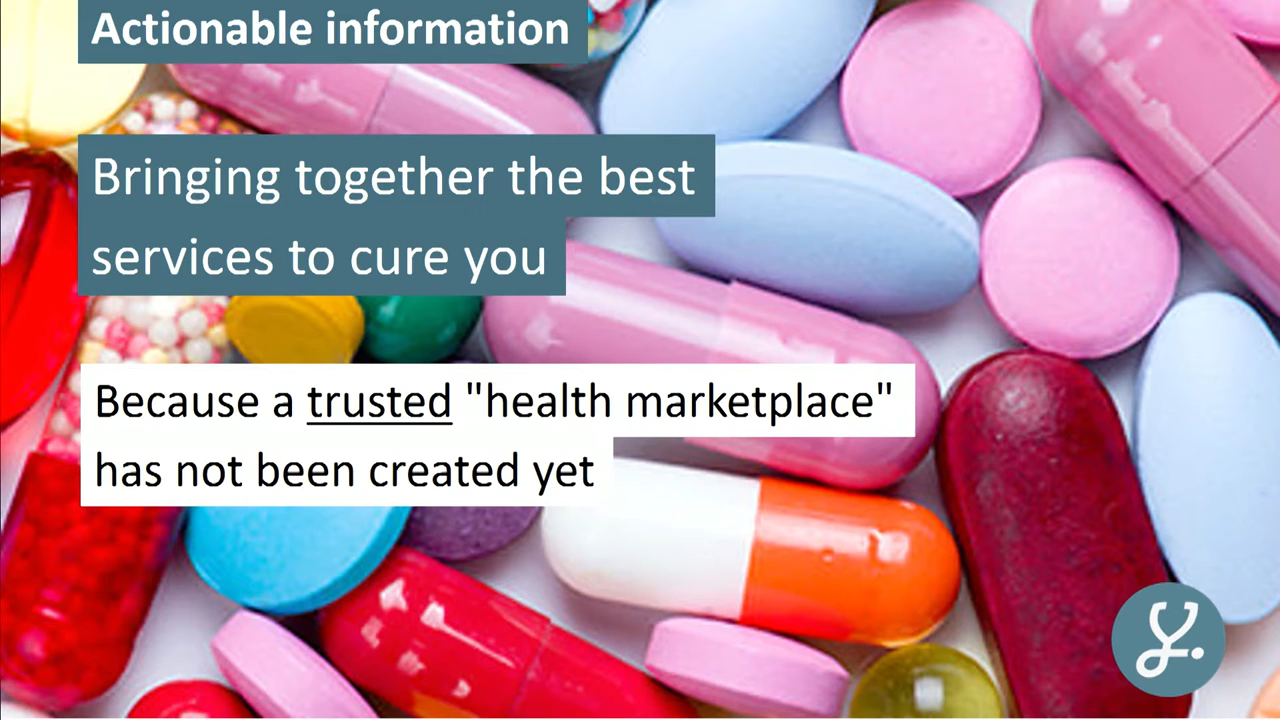 Actionable information
Bringing together the best
services to cure you
Because a trusted "health marketplace"
has not been created yet